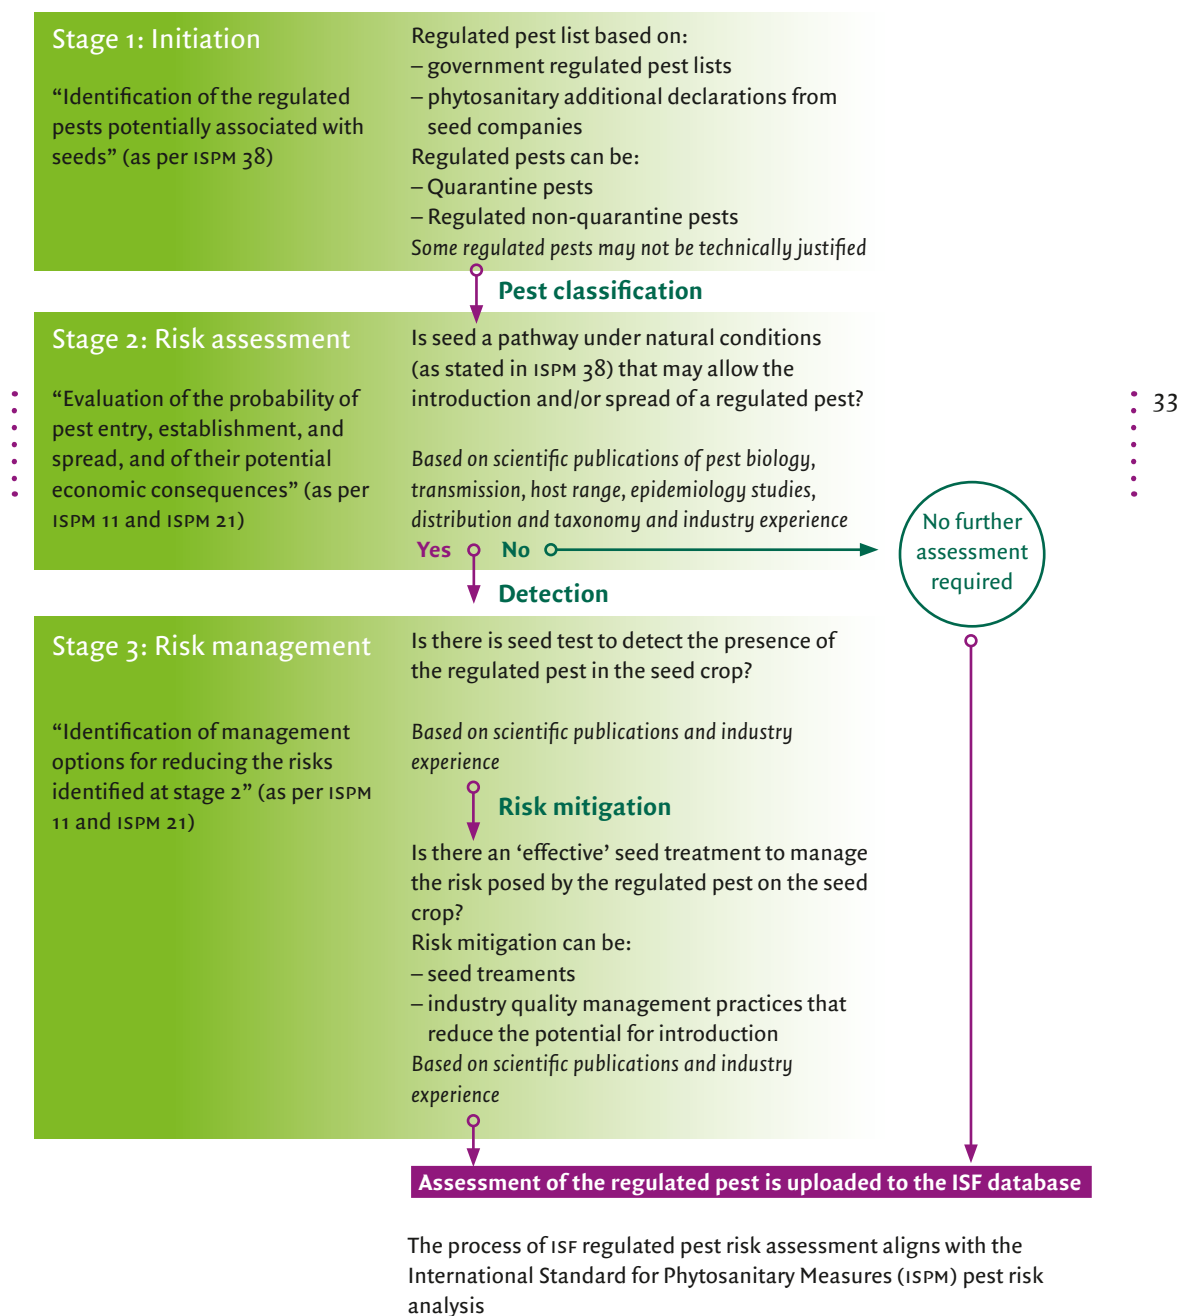 Stage 1: Initiation
“Identification of the regulated
pests potentially associated with
seeds” (as per ISPM 38)
Regulated pest list based on:
– government regulated pest lists
– phytosanitary additional declarations from
seed companies
Regulated pests can be:
– Quarantine pests
– Regulated non-quarantine pests
Some regulated pests may not be technically justified
Pest classification
Stage 2: Risk assessment
“Evaluation of the probability of
pest entry, establishment, and
spread, and of their potential
economic consequences” (as per
ISPM 11 and ISPM 21)
Is seed a pathway under natural conditions
(as stated in ISPM 38) that may allow the
introduction and/or spread of a regulated pest?
Based on scientific publications of pest biology,
transmission, host range, epidemiology studies,
distribution and taxonomy and industry experience
Yes
No
No further
assessment
required
33
Detection
Stage 3: Risk management
“Identification of management
options for reducing the risks
identified at stage 2” (as per ISPM
11 and ISPM 21)
Is there is seed test to detect the presence of
the regulated pest in the seed crop?
Based on scientific publications and industry
experience
Risk mitigation
Is there an ‘effective’ seed treatment to manage
the risk posed by the regulated pest on the seed
crop?
Risk mitigation can be:
– seed treaments
– industry quality management practices that
reduce the potential for introduction
Based on scientific publications and industry
experience
Assessment of the regulated pest is uploaded to the ISF database
The process of ISF regulated pest risk assessment aligns with the
International Standard for Phytosanitary Measures (ISPM) pest risk
analysis